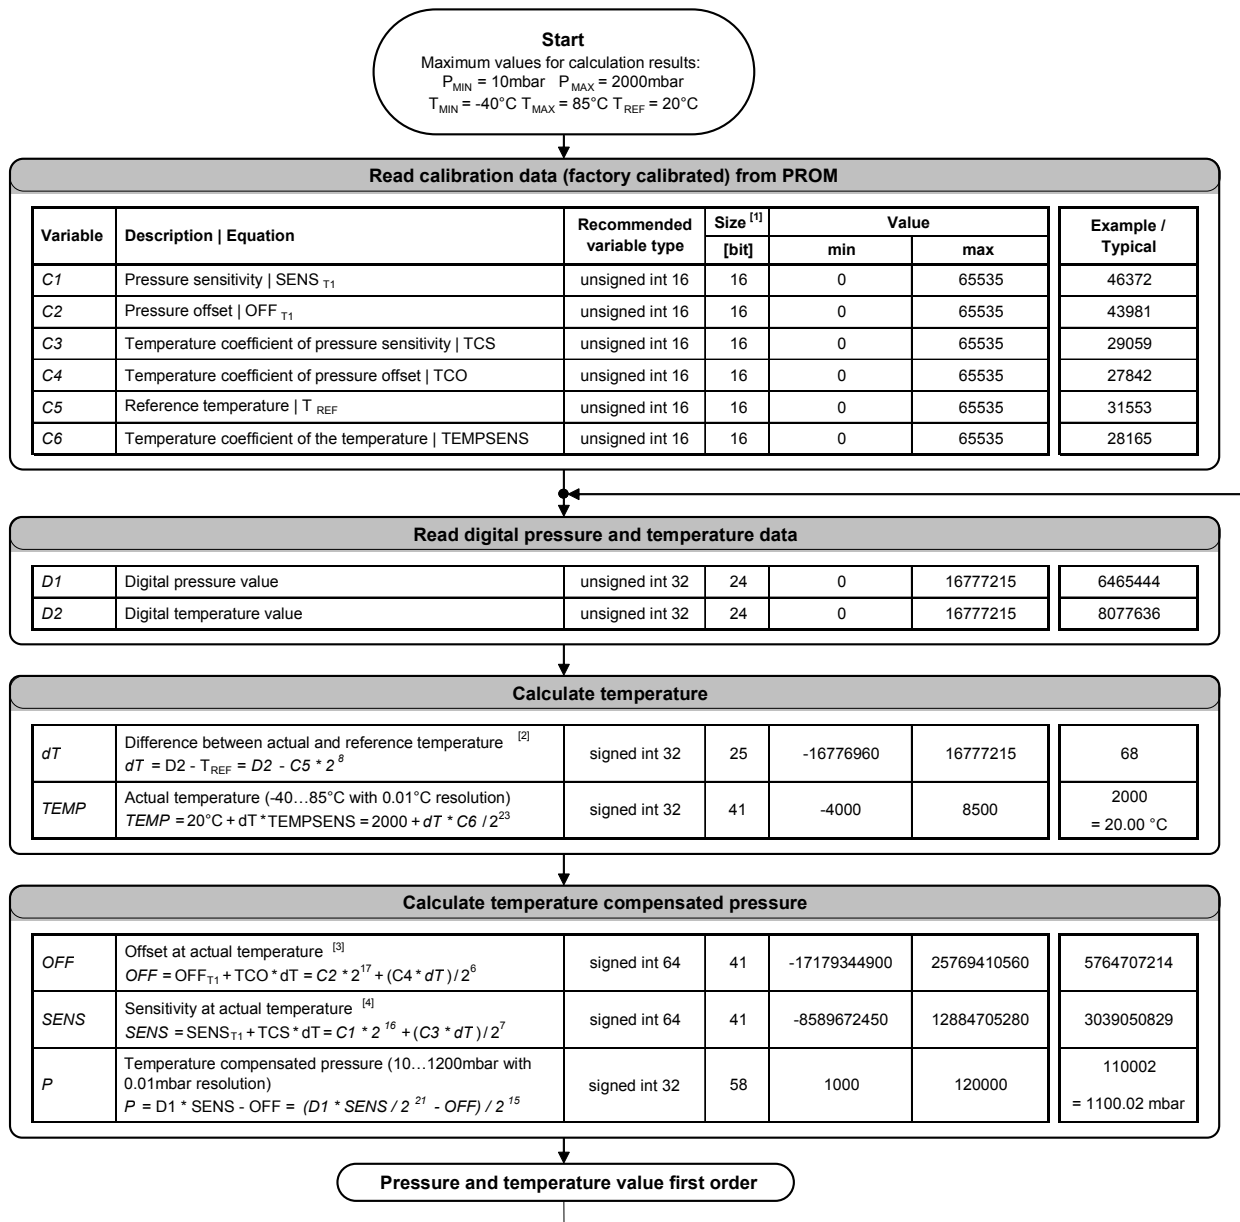 Start
Maximum values for calculation results:
PMIN = 10mbar PMAX = 2000mbar
TMIN = -40°C TMAX = 85°C TREF = 20°C
Read calibration data (factory calibrated) from PROM
Variable Description | Equation Recommended variable type Size [1] [bit] Value min max Example / Typical
C1 Pressure sensitivity | SENS T1 unsigned int 16 16 0 65535 46372
C2 Pressure offset | OFF T1 unsigned int 16 16 0 65535 43981
C3 Temperature coefficient of pressure sensitivity | TCS unsigned int 16 16 0 65535 29059
C4 Temperature coefficient of pressure offset | TCO unsigned int 16 16 0 65535 27842
C5 Reference temperature | T REF unsigned int 16 16 0 65535 31553
C6 Temperature coefficient of the temperature | TEMPSENS unsigned int 16 16 0 65535 28165
Read digital pressure and temperature data
D1 Digital pressure value unsigned int 32 24 0 16777215 6465444
D2 Digital temperature value unsigned int 32 24 0 16777215 8077636
Calculate temperature
dT Difference between actual and reference temperature [2] signed int 32 25 -16776960 16777215 68
dT = D2 - TREF = D2 - C5 * 2^8
TEMP Actual temperature (-40…85°C with 0.01°C resolution) signed int 32 41 -4000 8500 2000
TEMP = 20°C + dT * TEMPSENS = 2000 + dT * C6 / 2^23 = 20.00 °C
Calculate temperature compensated pressure
OFF Offset at actual temperature [3] signed int 64 41 -17179344900 25769410560 5764707214
OFF = OFFT1 + TCO * dT = C2 * 2^17 + (C4 * dT ) / 2^6
SENS Sensitivity at actual temperature [4] signed int 64 41 -8589672450 12884705280 3039050829
SENS = SENST1 + TCS * dT = C1 * 2^16 + (C3 * dT ) / 2^7
P Temperature compensated pressure (10…1200mbar with signed int 32 58 1000 120000 110002
0.01mbar resolution)
P = D1 * SENS - OFF = (D1 * SENS / 2^21 - OFF) / 2^15 = 1100.02 mbar
Pressure and temperature value first order